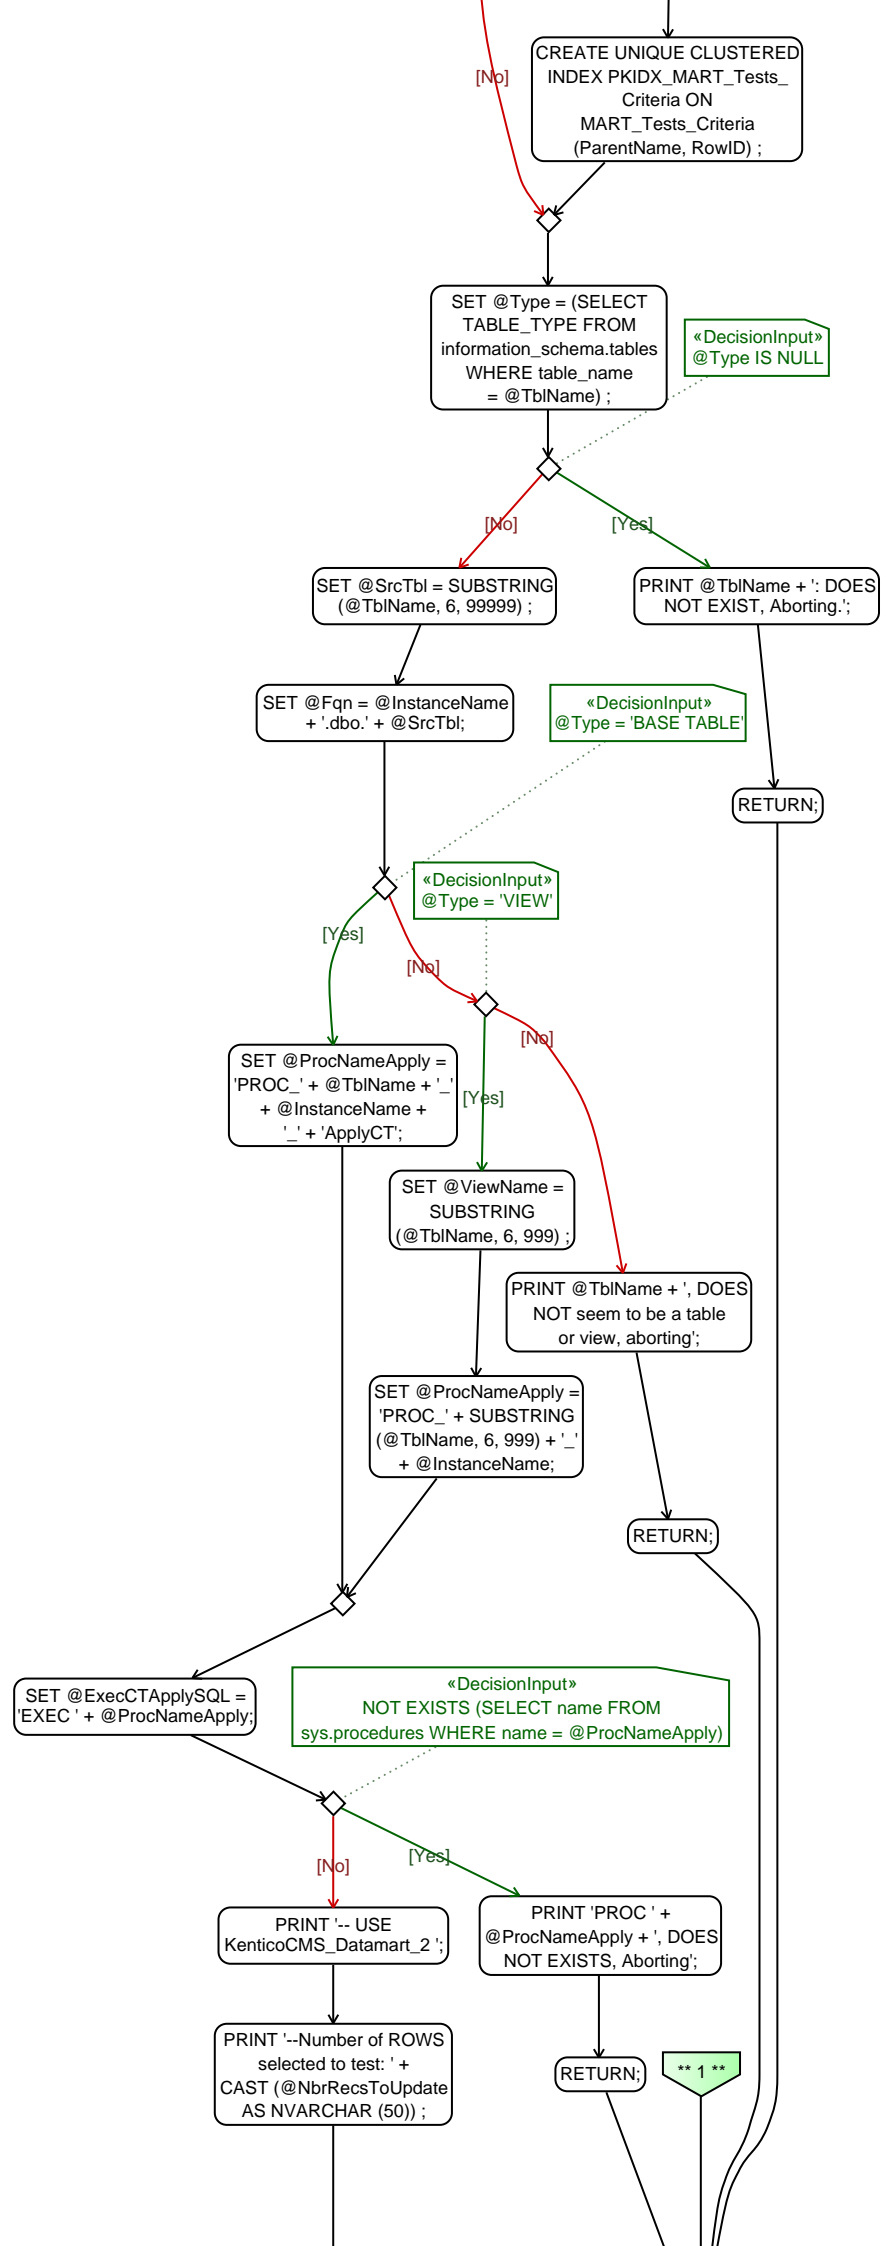 CREATE UNIQUE CLUSTERED
INDEX PKIDX_MART_Tests_
Criteria ON
MART_Tests_Criteria
(ParentName, RowID) ;
[No]
SET @Type = (SELECT
TABLE_TYPE FROM
information_schema.tables
WHERE table_name
= @TblName) ;
«DecisionInput»
@Type IS NULL
[No]
[Yes]
SET @SrcTbl = SUBSTRING
(@TblName, 6, 99999) ;
PRINT @TblName + ': DOES
NOT EXIST, Aborting.';
SET @Fqn = @InstanceName
+ '.dbo.' + @SrcTbl;
«DecisionInput»
@Type = 'BASE TABLE'
RETURN;
«DecisionInput»
@Type = 'VIEW'
[Yes]
[No]
[No]
SET @ProcNameApply =
'PROC_' + @TblName + '_'
+ @InstanceName +
'_' + 'ApplyCT';
[Yes]
SET @ViewName =
SUBSTRING
(@TblName, 6, 999) ;
PRINT @TblName + ', DOES
NOT seem to be a table
or view, aborting';
SET @ProcNameApply =
'PROC_' + SUBSTRING
(@TblName, 6, 999) + '_'
+ @InstanceName;
RETURN;
SET @ExecCTApplySQL =
'EXEC ' + @ProcNameApply;
«DecisionInput»
NOT EXISTS (SELECT name FROM
sys.procedures WHERE name = @ProcNameApply)
[No]
[Yes]
PRINT '-- USE
KenticoCMS_Datamart_2 ';
PRINT 'PROC ' +
@ProcNameApply + ', DOES
NOT EXISTS, Aborting';
PRINT '--Number of ROWS
selected to test: ' +
CAST (@NbrRecsToUpdate
AS NVARCHAR (50)) ;
RETURN;
** 1 **